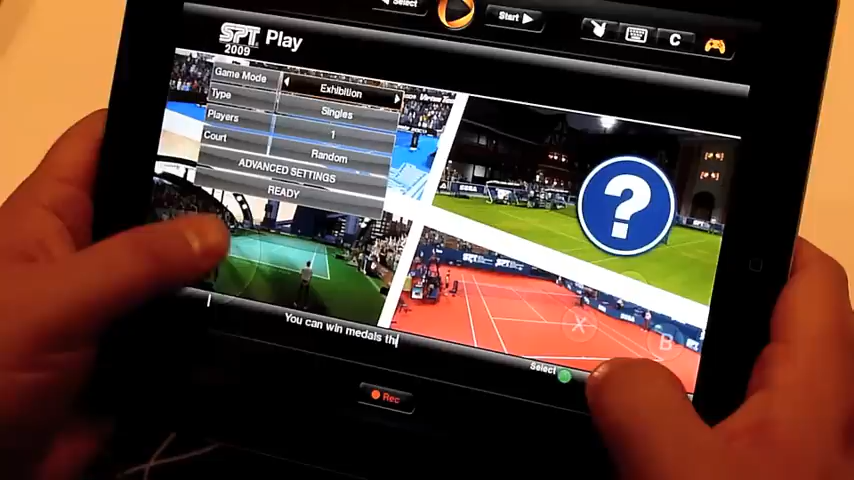 Select
Start
C
SPT
2009
Play
Game Mode
Exhibition
Type
Singles
Players
1
Court
Random
ADVANCED SETTINGS
READY
?
SEGA
X
B
You can win medals th
Select
Rec